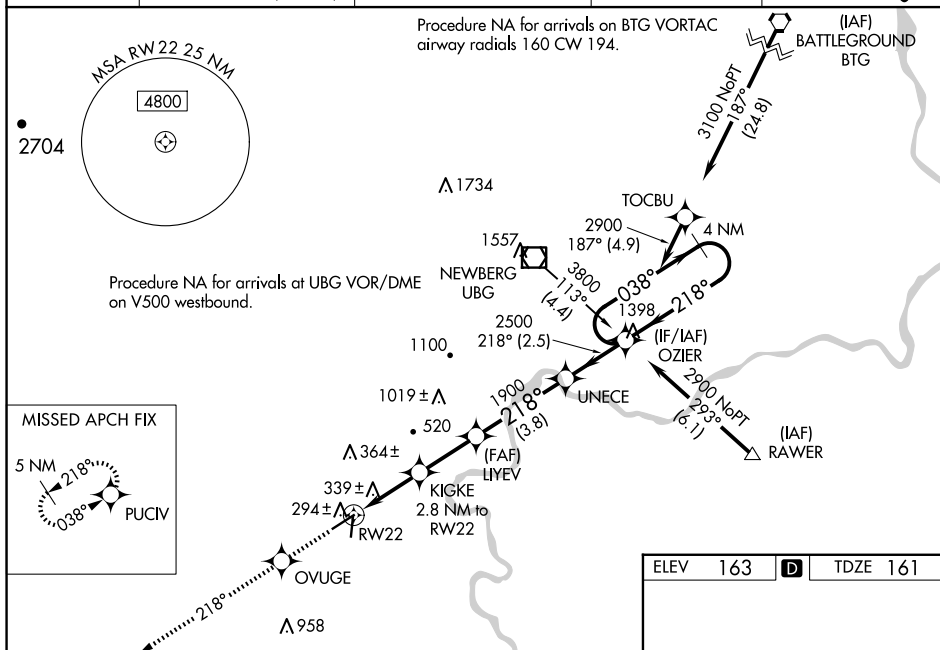 Procedure NA for arrivals on BTG VORTAC
airway radials 160 CW 194.
(IAF)
BATTLEGROUND
BTG
MSA RW 22 25 NM
4800
2704
3100 NoPT
187°
(24.8)
1734
TOCBU
4 NM
2900
187° (4.9)
1557
NEWBERG
UBG
3800
113°
(4.4)
038°
218°
Procedure NA for arrivals at UBG VOR/DME
on V500 westbound.
1398
(IF/IAF)
OZIER
2500
218° (2.5)
1100
UNECE
2900 NoPT
293°
(6.1)
(IAF)
RAWER
1900
218°
(3.8)
1019 ±
520
(FAF)
LIYEV
364 ±
KIGKE
2.8 NM to
RW22
339 ±
294 ±
RW22
MISSED APCH FIX
5 NM
218°
038°
PUCIV
OVUGE
218°
958
ELEV 163 D TDZE 161